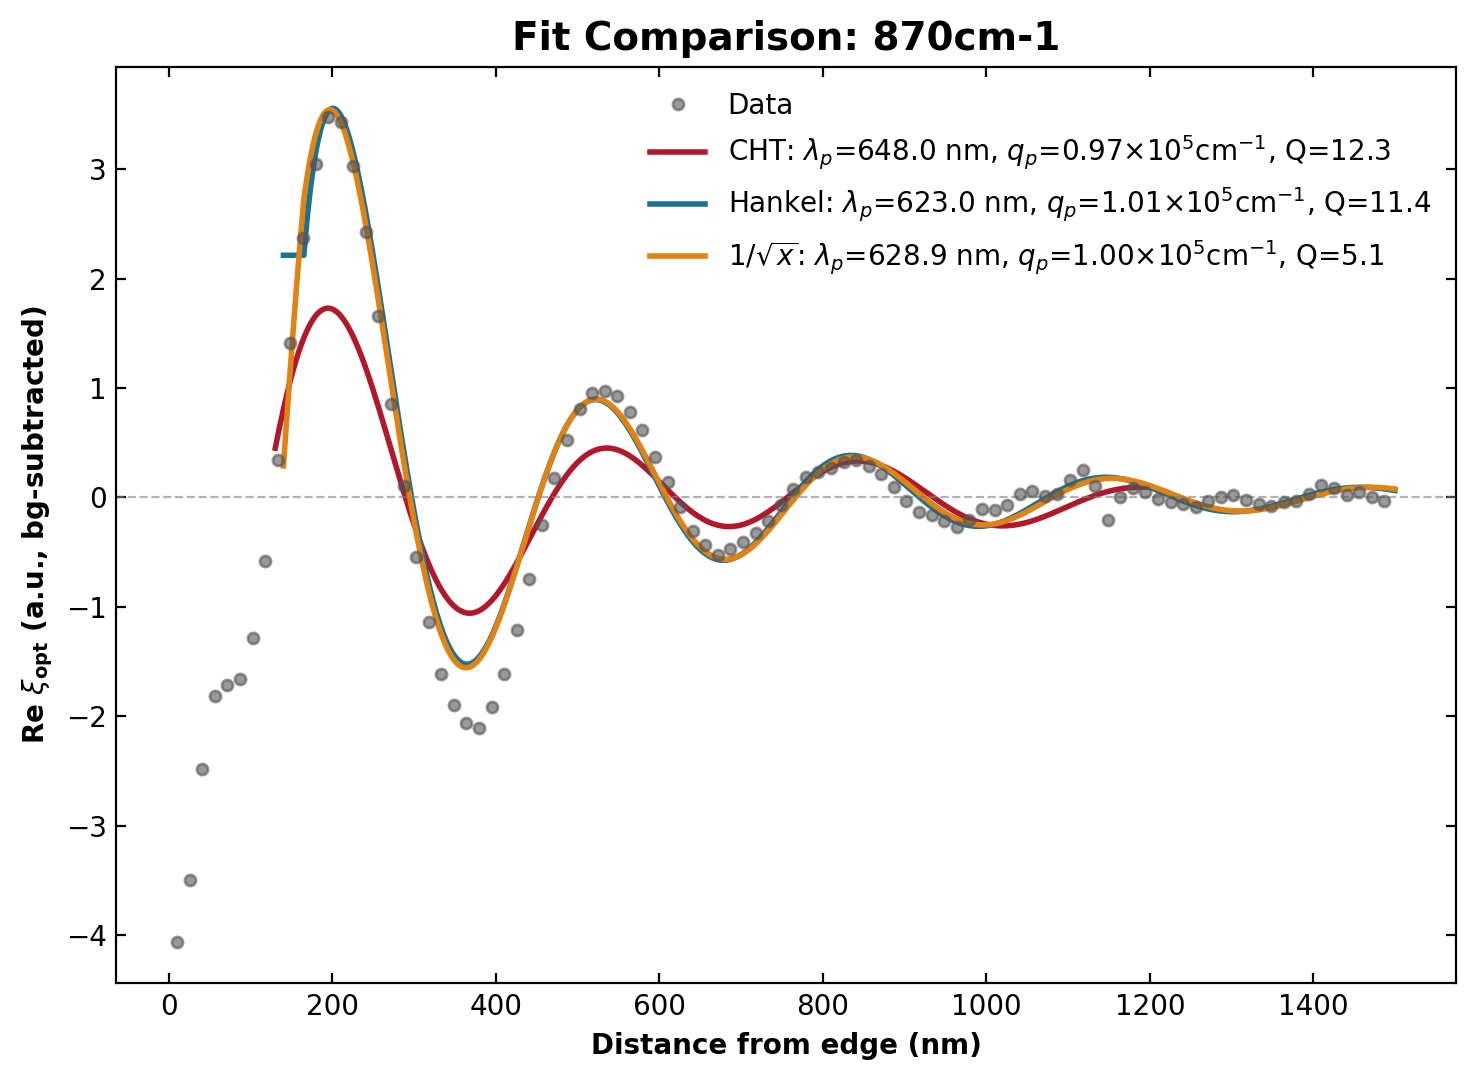 Fit Comparison: 870cm-1
Data
CHT: λₚ=648.0 nm, qₚ=0.97×10⁵cm⁻¹, Q=12.3
Hankel: λₚ=623.0 nm, qₚ=1.01×10⁵cm⁻¹, Q=11.4
1/√x: λₚ=628.9 nm, qₚ=1.00×10⁵cm⁻¹, Q=5.1
Re ξopt (a.u., bg-subtracted)
3
2
1
0
−1
−2
−3
−4
0 200 400 600 800 1000 1200 1400
Distance from edge (nm)